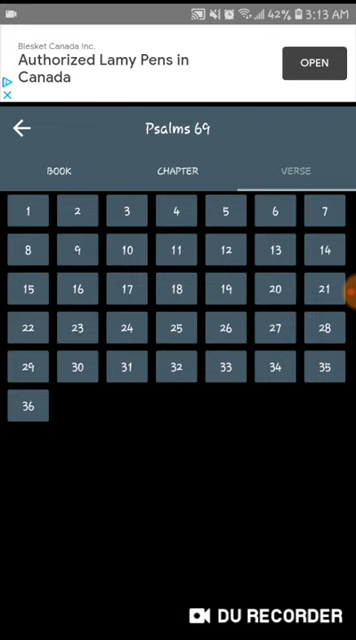 42% 3:13 AM
Blesket Canada Inc.
Authorized Lamy Pens in
Canada
OPEN
Psalms 69
BOOK CHAPTER VERSE
1 2 3 4 5 6 7
8 9 10 11 12 13 14
15 16 17 18 19 20 21
22 23 24 25 26 27 28
29 30 31 32 33 34 35
36
DU RECORDER